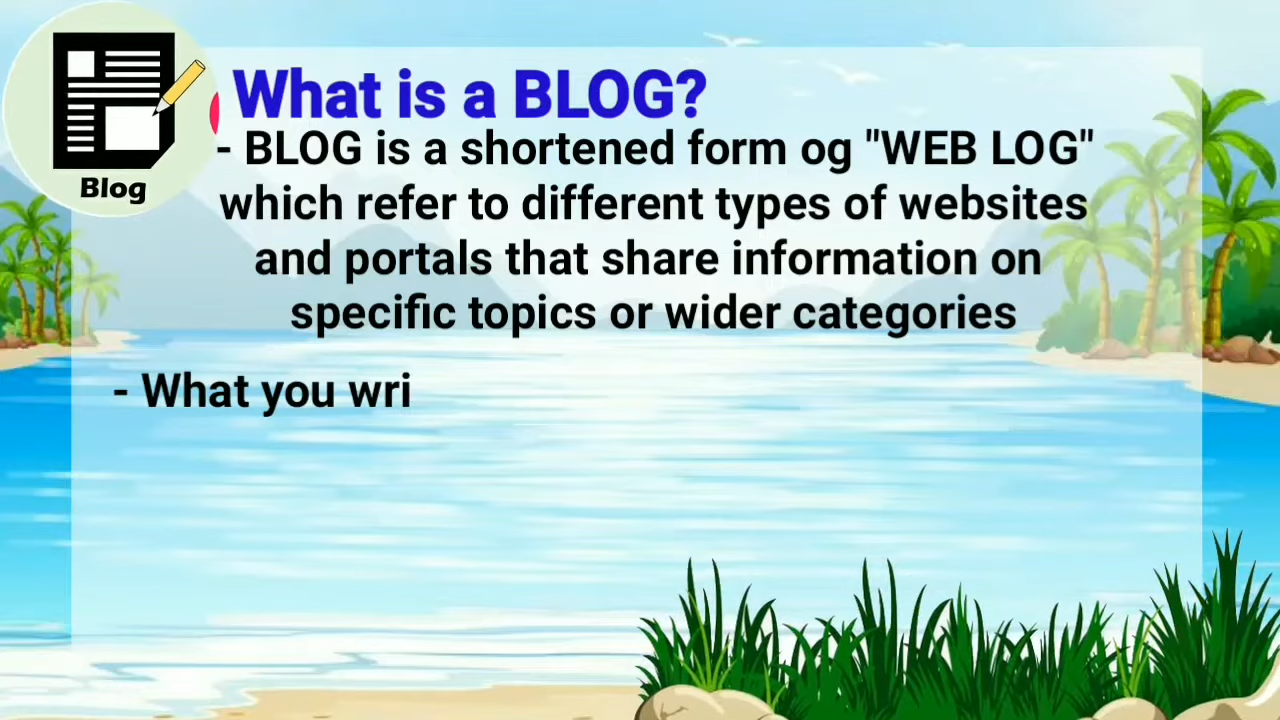 What is a BLOG?
- BLOG is a shortened form og "WEB LOG"
which refer to different types of websites
and portals that share information on
specific topics or wider categories
- What you wri
Blog